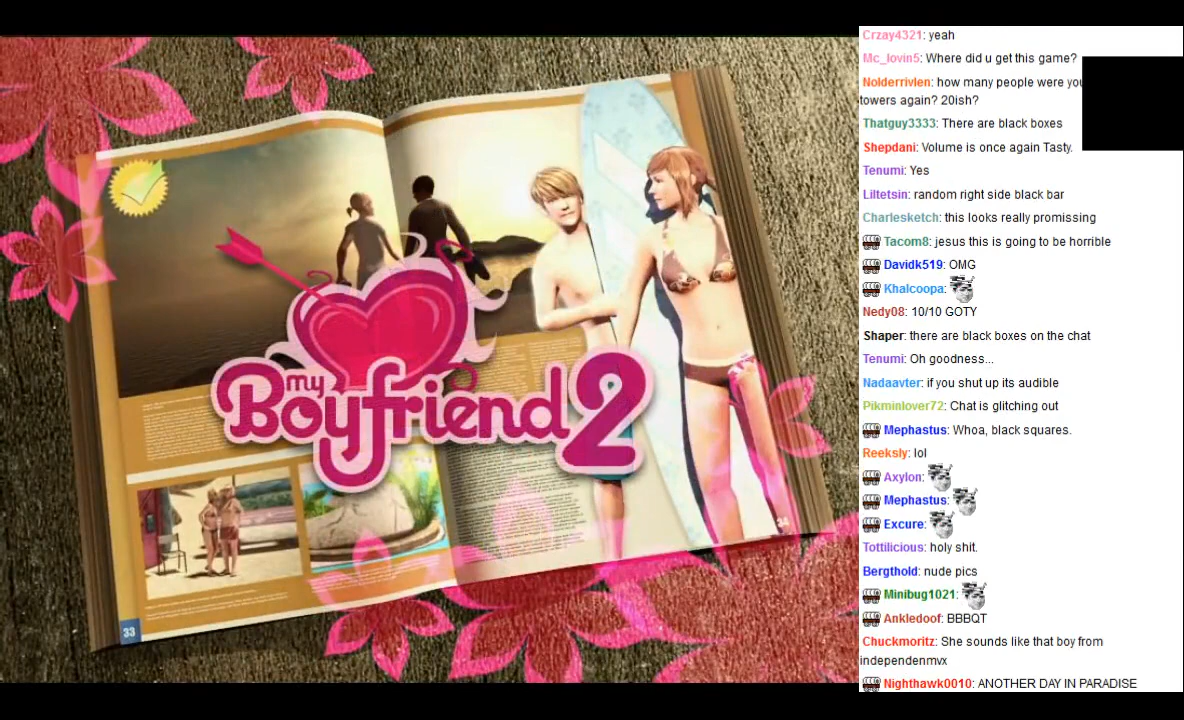 my
Boyfriend 2
33
34
Crzay4321: yeah
Mc_lovin5: Where did u get this game?
Nolderrivlen: how many people were you
towers again? 20ish?
Thatguy3333: There are black boxes
Shepdani: Volume is once again Tasty.
Tenumi: Yes
Liltetsin: random right side black bar
Charlesketch: this looks really promissing
Tacom8: jesus this is going to be horrible
Davidk519: OMG
Khalcoopa:
Nedy08: 10/10 GOTY
Shaper: there are black boxes on the chat
Tenumi: Oh goodness...
Nadaavter: if you shut up its audible
Pikminlover72: Chat is glitching out
Mephastus: Whoa, black squares.
Reeksly: lol
Axylon:
Mephastus:
Excure:
Tottilicious: holy shit.
Bergthold: nude pics
Minibug1021:
Ankledoof: BBBQT
Chuckmoritz: She sounds like that boy from
independenmvx
Nighthawk0010: ANOTHER DAY IN PARADISE